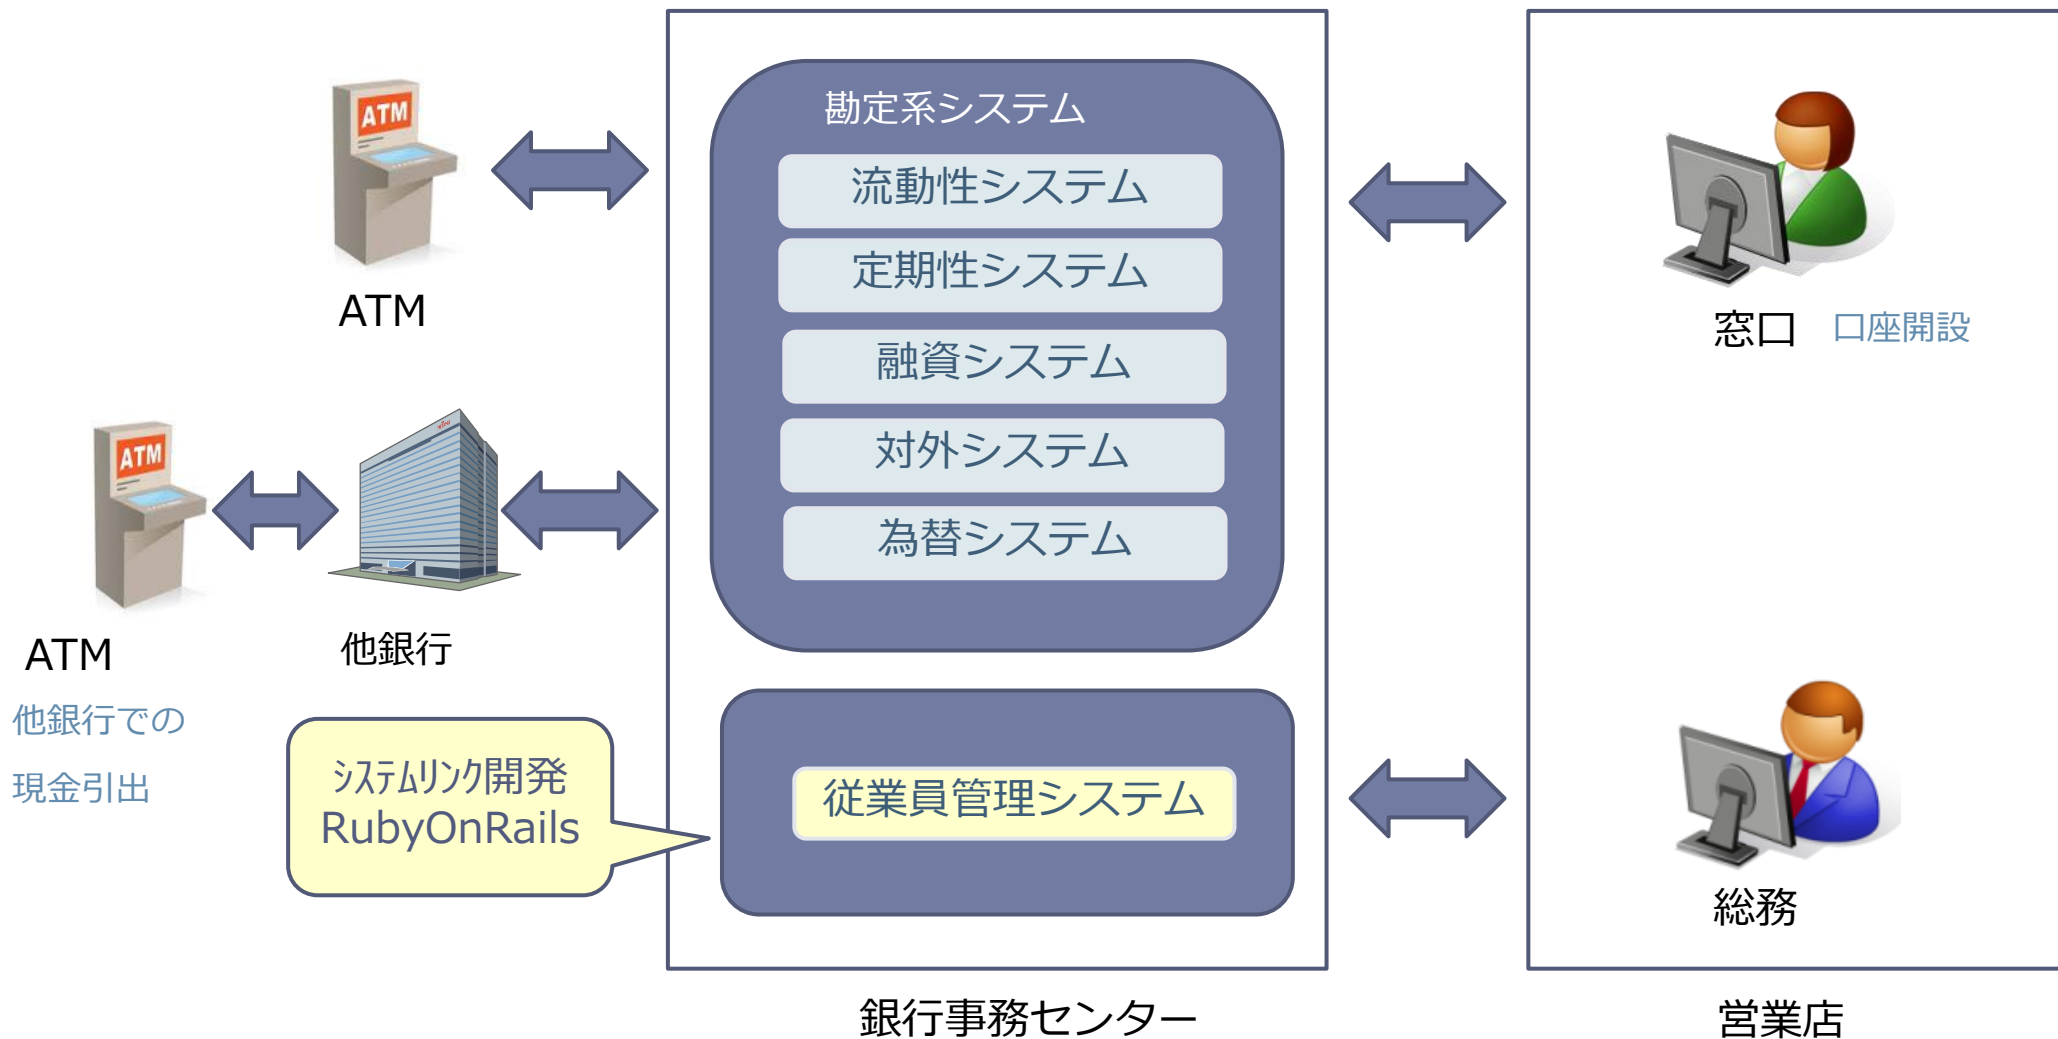 ATM
勘定系システム
流動性システム
定期性システム
融資システム
対外システム
為替システム
ATM
窓口 口座開設
ATM
ATM
他銀行での
現金引出
他銀行
ｼｽﾃﾑﾘﾝｸ開発
RubyOnRails
従業員管理システム
総務
銀行事務センター
営業店